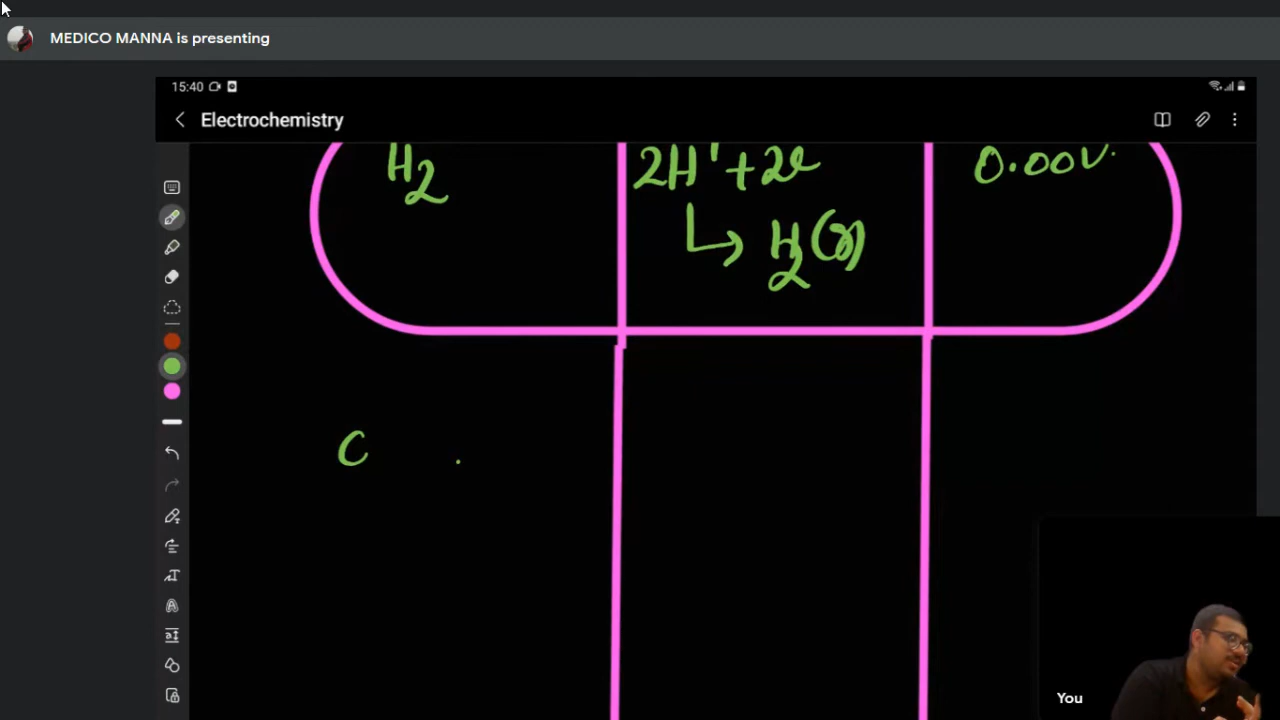 MEDICO MANNA is presenting
15:40
Electrochemistry
H2 2H+ + 2e 0.00V.
↳ H2(g)
C
You